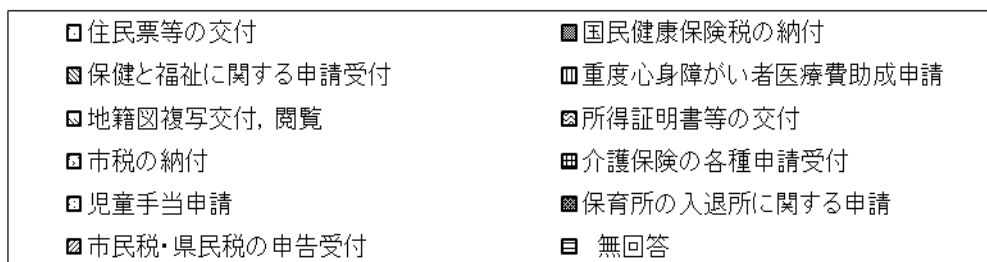 住民票等の交付
国民健康保険税の納付
保健と福祉に関する申請受付
重度心身障がい者医療費助成申請
地籍図複写交付，閲覧
所得証明書等の交付
市税の納付
介護保険の各種申請受付
児童手当申請
保育所の入退所に関する申請
市民税・県民税の申告受付
無回答